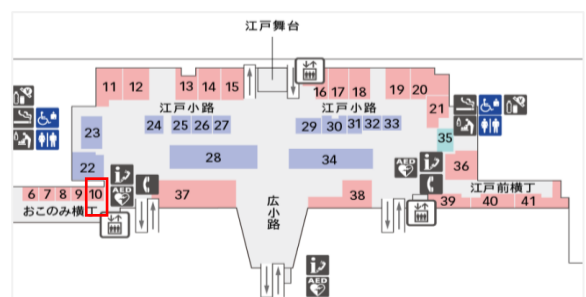 江戸舞台
11 12 13 14 15 16 17 18 19 20
江戸小路 江戸小路
21
23 24 25 26 27 29 30 31 32 33
35
22 28 34 36
AED AED
6 7 8 9 10 37 広小路 38 江戸前横丁
おこのみ横丁 39 40 41
AED